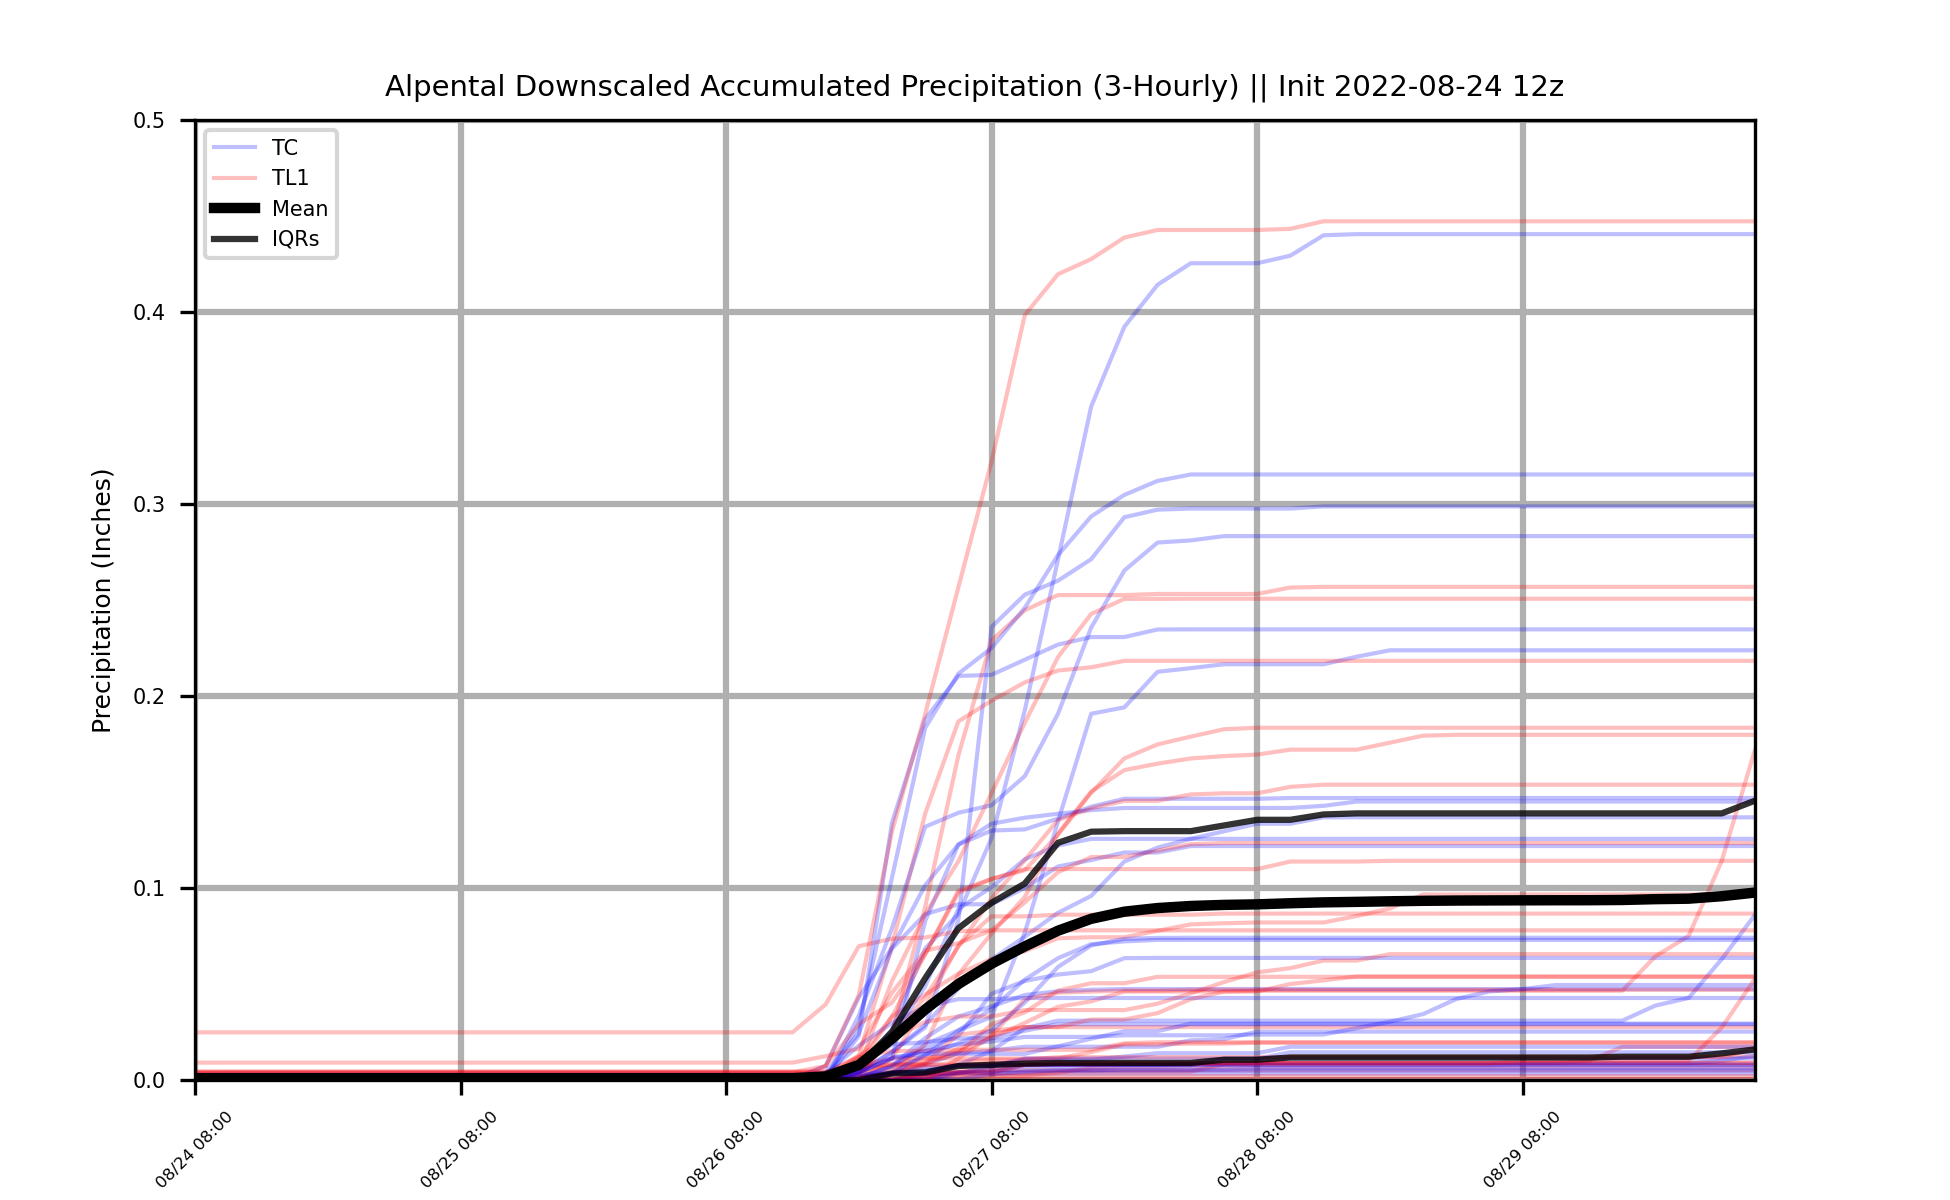 Alpental Downscaled Accumulated Precipitation (3-Hourly) || Init 2022-08-24 12z
TC
TL1
Mean
IQRs
Precipitation (Inches)
0.5
0.4
0.3
0.2
0.1
0.0
08/24 08:00
08/25 08:00
08/26 08:00
08/27 08:00
08/28 08:00
08/29 08:00